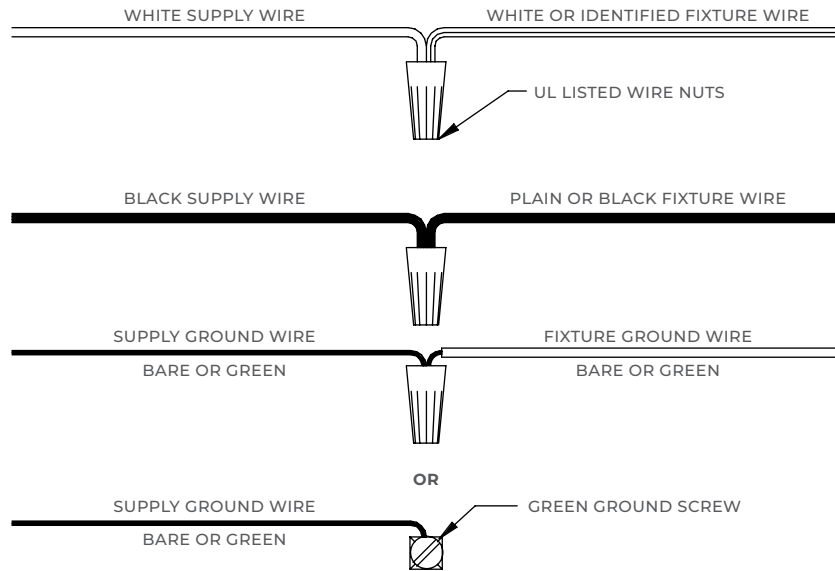 WHITE SUPPLY WIRE
WHITE OR IDENTIFIED FIXTURE WIRE
UL LISTED WIRE NUTS
BLACK SUPPLY WIRE
PLAIN OR BLACK FIXTURE WIRE
SUPPLY GROUND WIRE
BARE OR GREEN
FIXTURE GROUND WIRE
BARE OR GREEN
OR
SUPPLY GROUND WIRE
BARE OR GREEN
GREEN GROUND SCREW